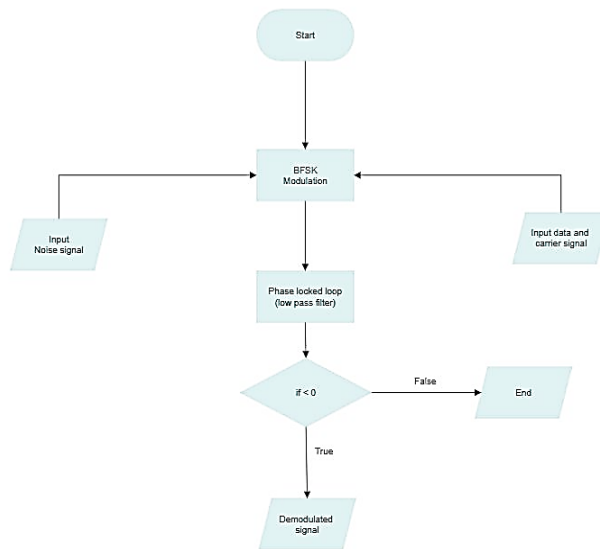 Start
BFSK
Modulation
Input
Noise signal
Input data and
carrier signal
Phase locked loop
(low pass filter)
if < 0
False
End
True
Demodulated
signal